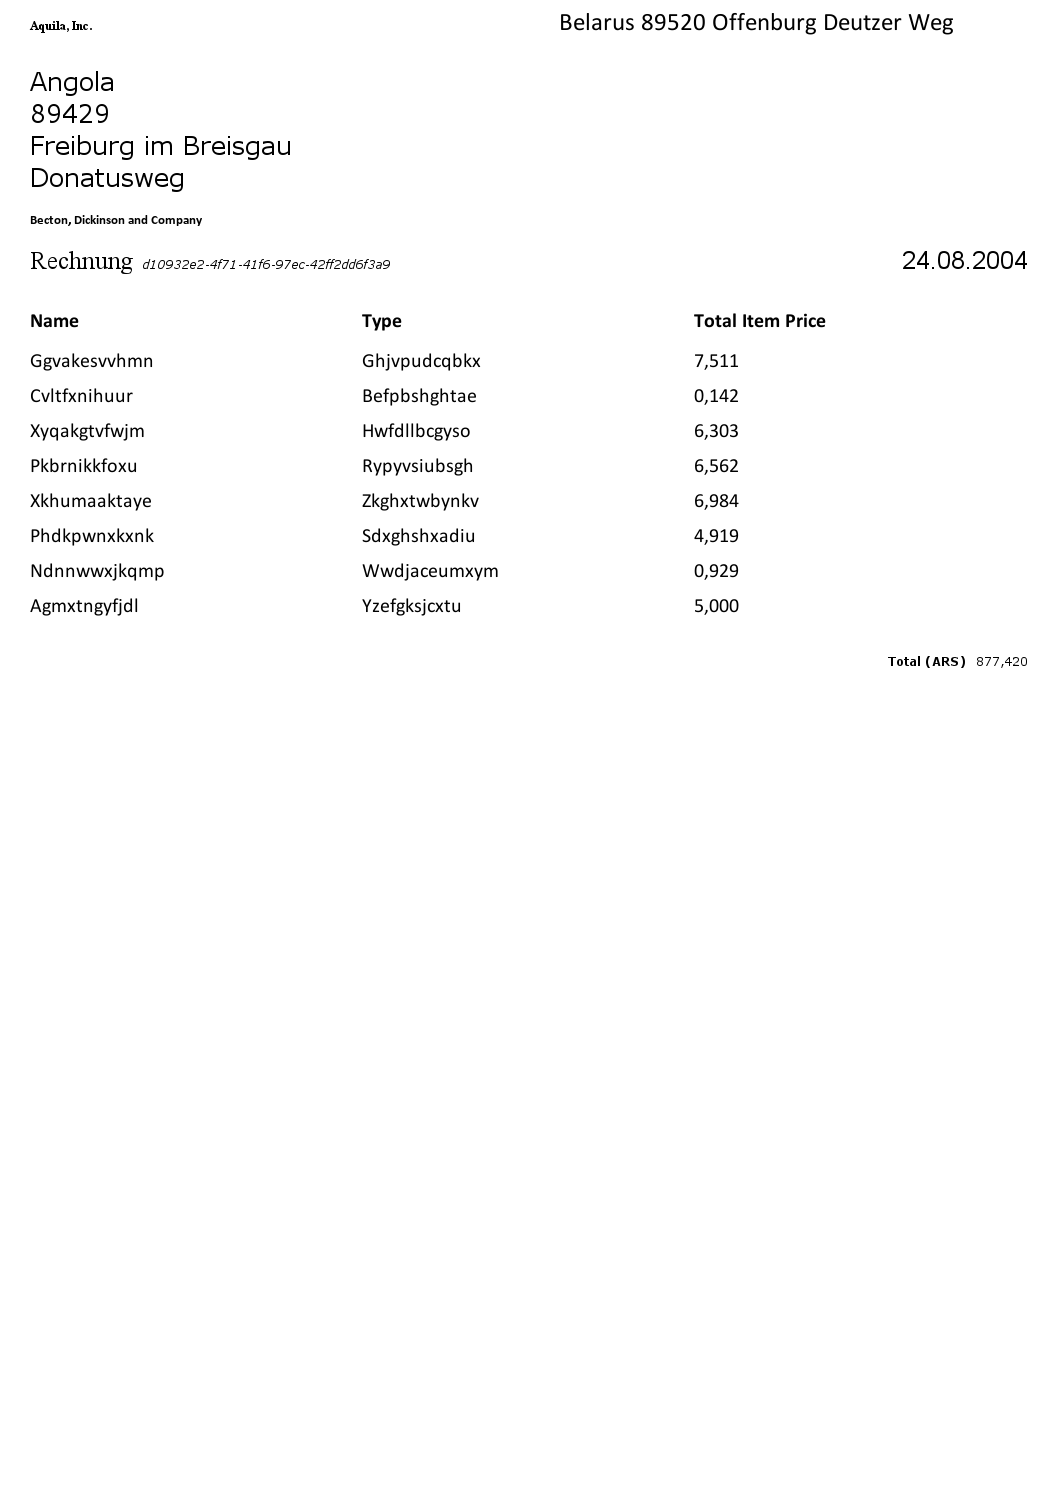 Aquila, Inc. Belarus 89520 Offenburg Deutzer Weg
Angola
89429
Freiburg im Breisgau
Donatusweg
Becton, Dickinson and Company
Rechnung d10932e2-4f71-41f6-97ec-42ff2dd6f3a9 24.08.2004
Name Type Total Item Price
Ggvakesvvhmn Ghjvpudcqbkx 7,511
Cvltfxnihuur Befpbshghtae 0,142
Xyqakgtvfwjm Hwfdllbcgyso 6,303
Pkbrnikkfoxu Rypyvsiubsgh 6,562
Xkhumaaktaye Zkghxtwbynkv 6,984
Phdkpwnxkxnk Sdxghshxadiu 4,919
Ndnnwwxjkqmp Wwdjaceumxym 0,929
Agmxtngyfjdl Yzefgksjcxtu 5,000
Total (ARS) 877,420